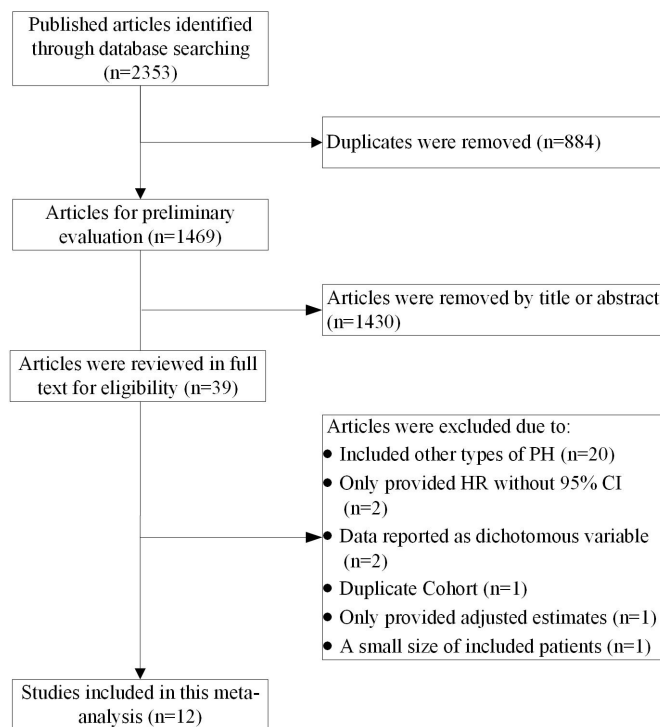 Published articles identified
through database searching
(n=2353)
Duplicates were removed (n=884)
Articles for preliminary
evaluation (n=1469)
Articles were removed by title or abstract
(n=1430)
Articles were reviewed in full
text for eligibility (n=39)
Articles were excluded due to:
● Included other types of PH (n=20)
● Only provided HR without 95% CI
(n=2)
● Data reported as dichotomous variable
(n=2)
● Duplicate Cohort (n=1)
● Only provided adjusted estimates (n=1)
● A small size of included patients (n=1)
Studies included in this meta-
analysis (n=12)